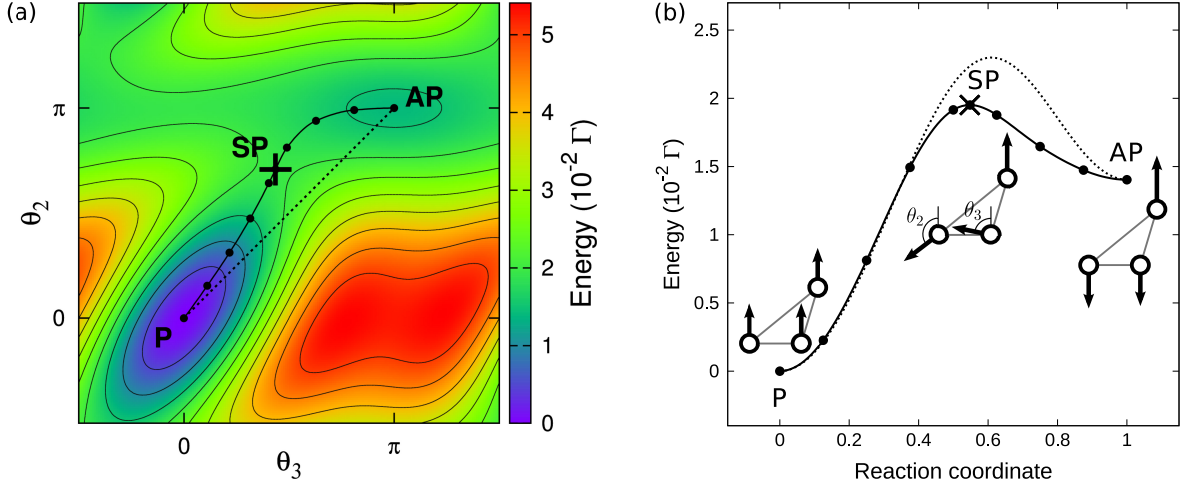 (a)
π
0
θ2
0
π
θ3
P
SP
AP
5
4
3
2
1
0
Energy (10-2 Γ)
(b)
2.5
2
1.5
1
0.5
0
Energy (10-2 Γ)
0
0.2
0.4
0.6
0.8
1
Reaction coordinate
SP
AP
θ2
θ3
P